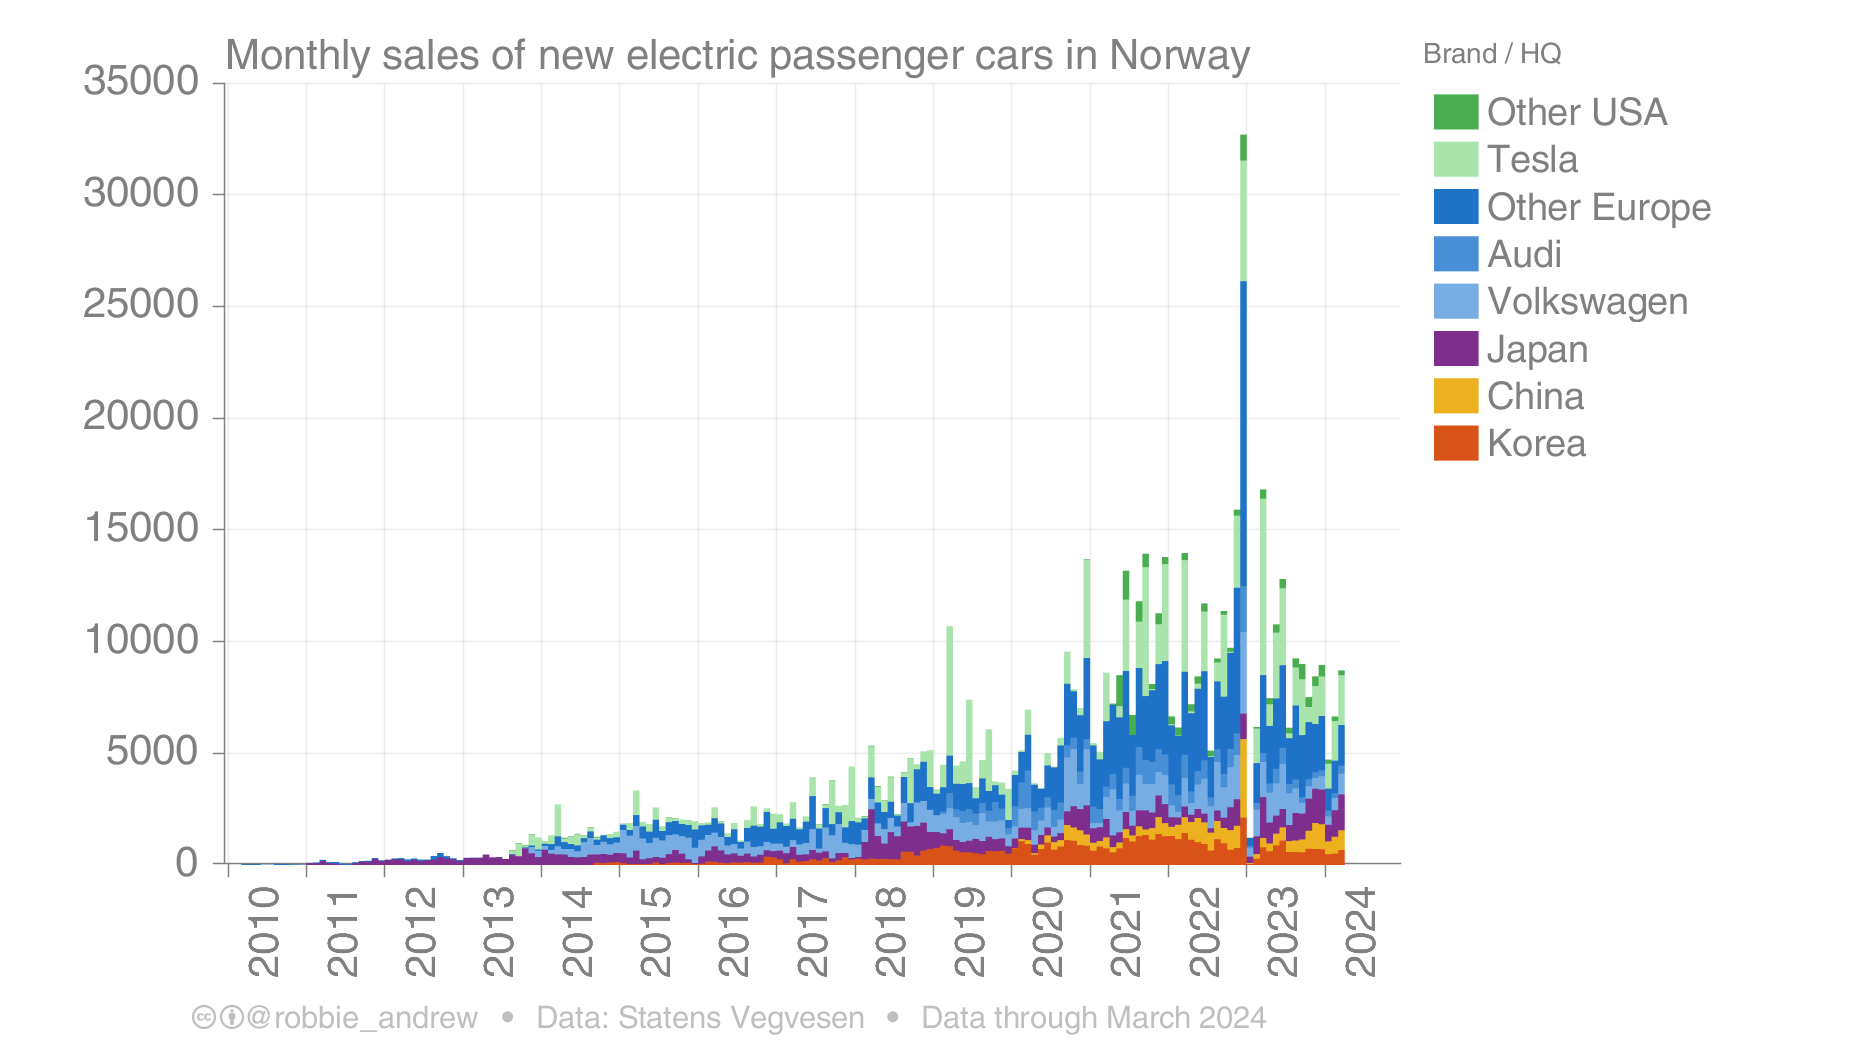 Monthly sales of new electric passenger cars in Norway
Brand / HQ
Other USA
Tesla
Other Europe
Audi
Volkswagen
Japan
China
Korea
35000
30000
25000
20000
15000
10000
5000
0
2010
2011
2012
2013
2014
2015
2016
2017
2018
2019
2020
2021
2022
2023
2024
cc @robbie_andrew • Data: Statens Vegvesen • Data through March 2024